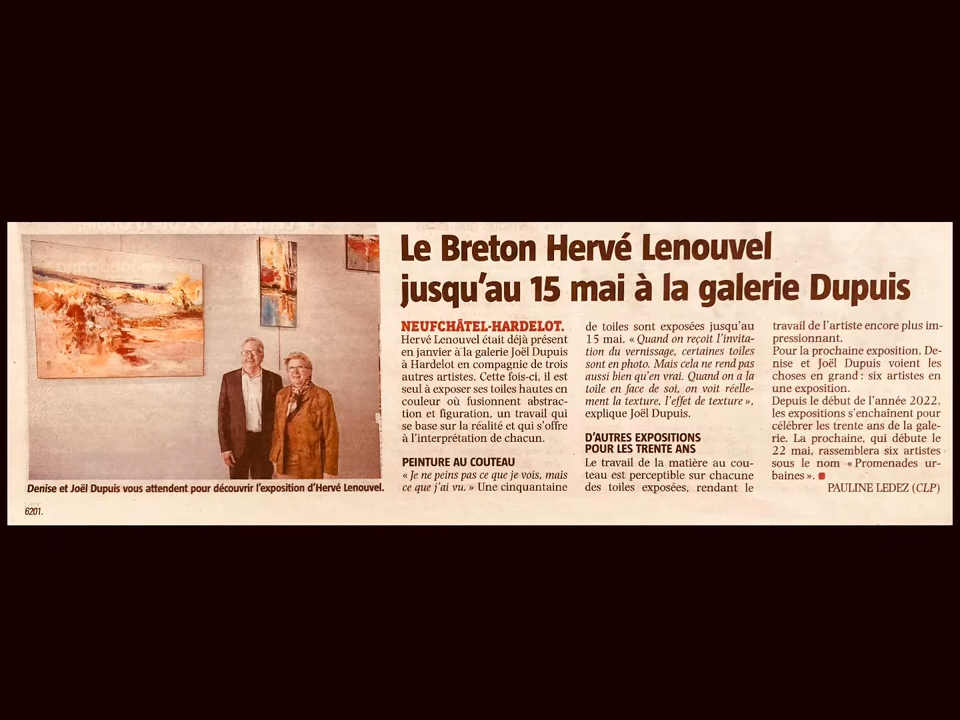 Le Breton Hervé Lenouvel
jusqu'au 15 mai à la galerie Dupuis
NEUFCHÂTEL-HARDELOT.
Hervé Lenouvel était déjà présent
en janvier à la galerie Joël Dupuis
à Hardelot en compagnie de trois
autres artistes. Cette fois-ci, il est
seul à exposer ses toiles hautes en
couleur où fusionnent abstrac-
tion et figuration, un travail qui
se base sur la réalité et qui s'offre
à l'interprétation de chacun.
PEINTURE AU COUTEAU
« Je ne peins pas ce que je vois, mais
ce que j'ai vu. » Une cinquantaine
de toiles sont exposées jusqu'au
15 mai. « Quand on reçoit l'invita-
tion du vernissage, certaines toiles
sont en photo. Mais cela ne rend pas
aussi bien qu'en vrai. Quand on a la
toile en face de soi, on voit réelle-
ment la texture, l'effet de texture »,
explique Joël Dupuis.
D'AUTRES EXPOSITIONS
POUR LES TRENTE ANS
Le travail de la matière au cou-
teau est perceptible sur chacune
des toiles exposées, rendant le
travail de l'artiste encore plus im-
pressionnant.
Pour la prochaine exposition, De-
nise et Joël Dupuis voient les
choses en grand : six artistes en
une exposition.
Depuis le début de l'année 2022,
les expositions s'enchaînent pour
célébrer les trente ans de la gale-
rie. La prochaine, qui débute le
22 mai, rassemblera six artistes
sous le nom « Promenades ur-
baines ».
PAULINE LEDEZ (CLP)
Denise et Joël Dupuis vous attendent pour découvrir l'exposition d'Hervé Lenouvel.
6201.